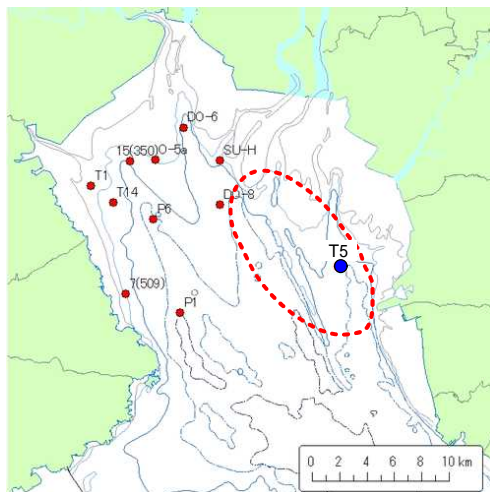 DO-6
15(350)
O-5a
SU-H
T1
T14
DO-8
P6
T5
7(509)
P1
0 2 4 6 8 10 km